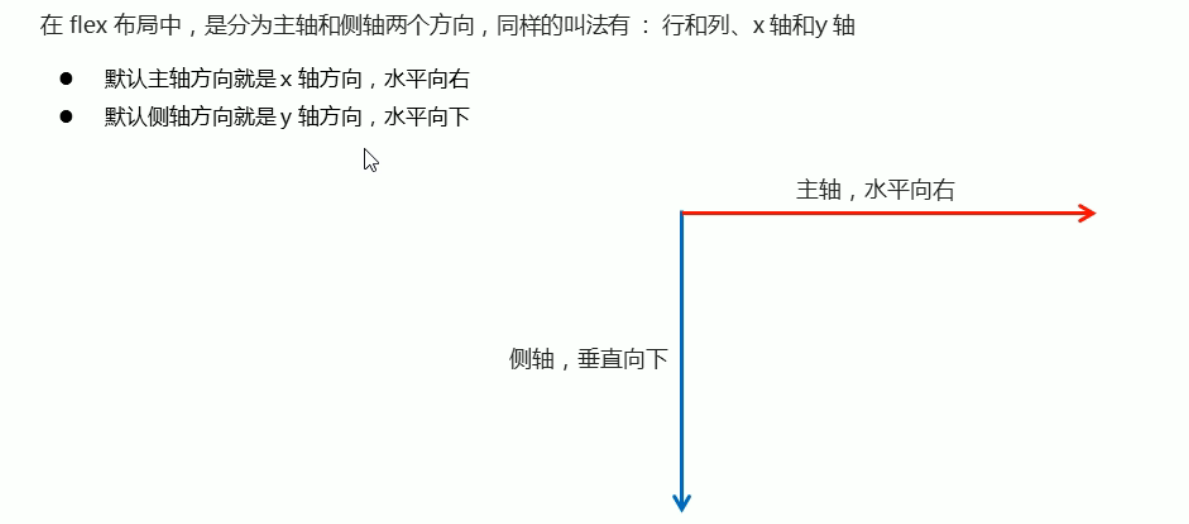 在 flex 布局中，是分为主轴和侧轴两个方向，同样的叫法有 ： 行和列、x 轴和y 轴
● 默认主轴方向就是 x 轴方向，水平向右
● 默认侧轴方向就是 y 轴方向，水平向下
主轴，水平向右
侧轴，垂直向下